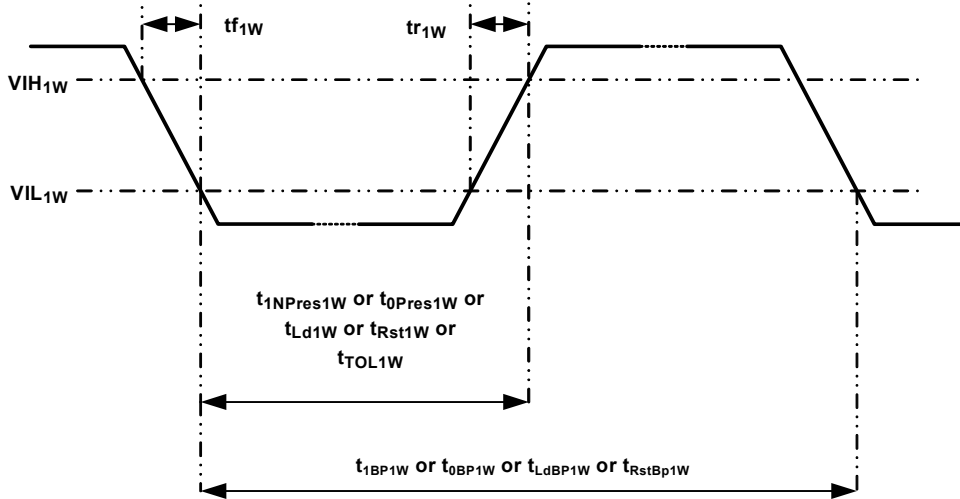 tf1W
tr1W
VIH1W
VIL1W
t1NPres1W or t0Pres1W or
tLd1W or tRst1W or
tTOL1W
t1BP1W or t0BP1W or tLdBP1W or tRstBp1W